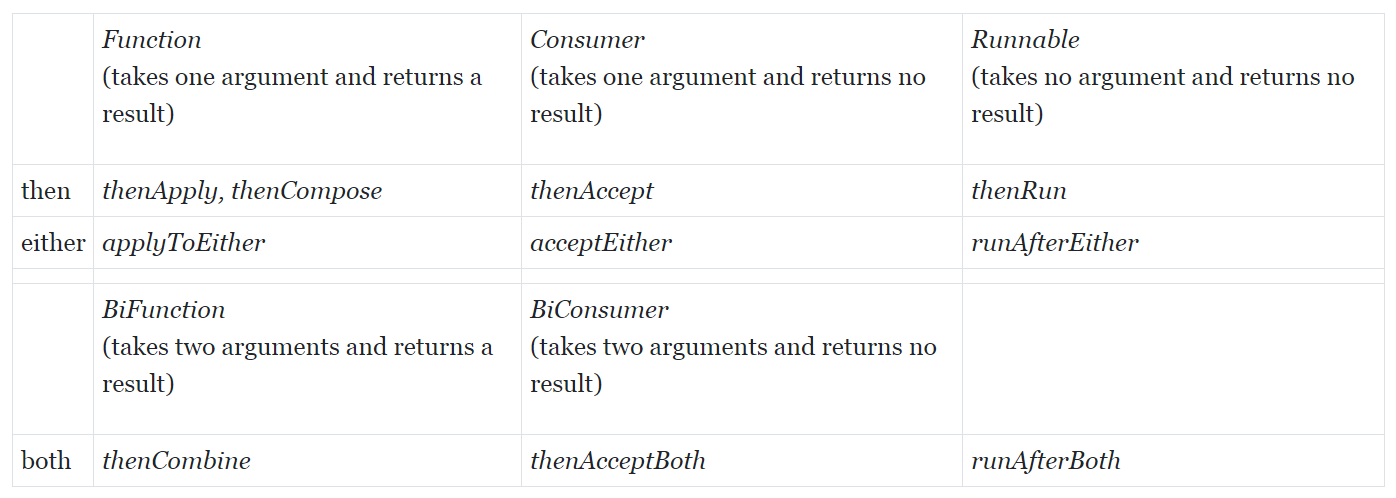 Function
(takes one argument and returns a
result)
Consumer
(takes one argument and returns no
result)
Runnable
(takes no argument and returns no
result)
then
thenApply, thenCompose
thenAccept
thenRun
either
applyToEither
acceptEither
runAfterEither
BiFunction
(takes two arguments and returns a
result)
BiConsumer
(takes two arguments and returns no
result)
both
thenCombine
thenAcceptBoth
runAfterBoth